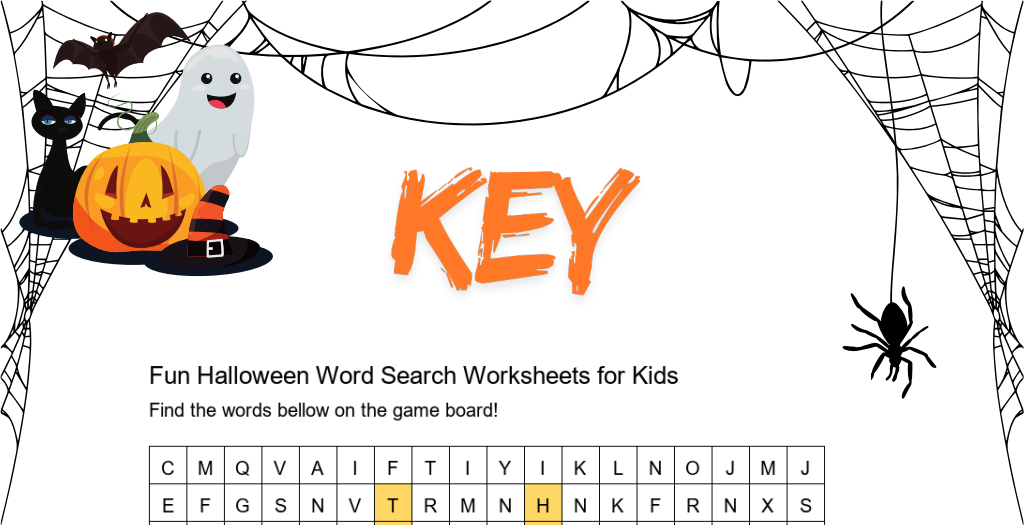 KEY
Fun Halloween Word Search Worksheets for Kids
Find the words bellow on the game board!
C M Q V A I F T I Y I K L N O J M J
E F G S N V T R M N H N K F R N X S